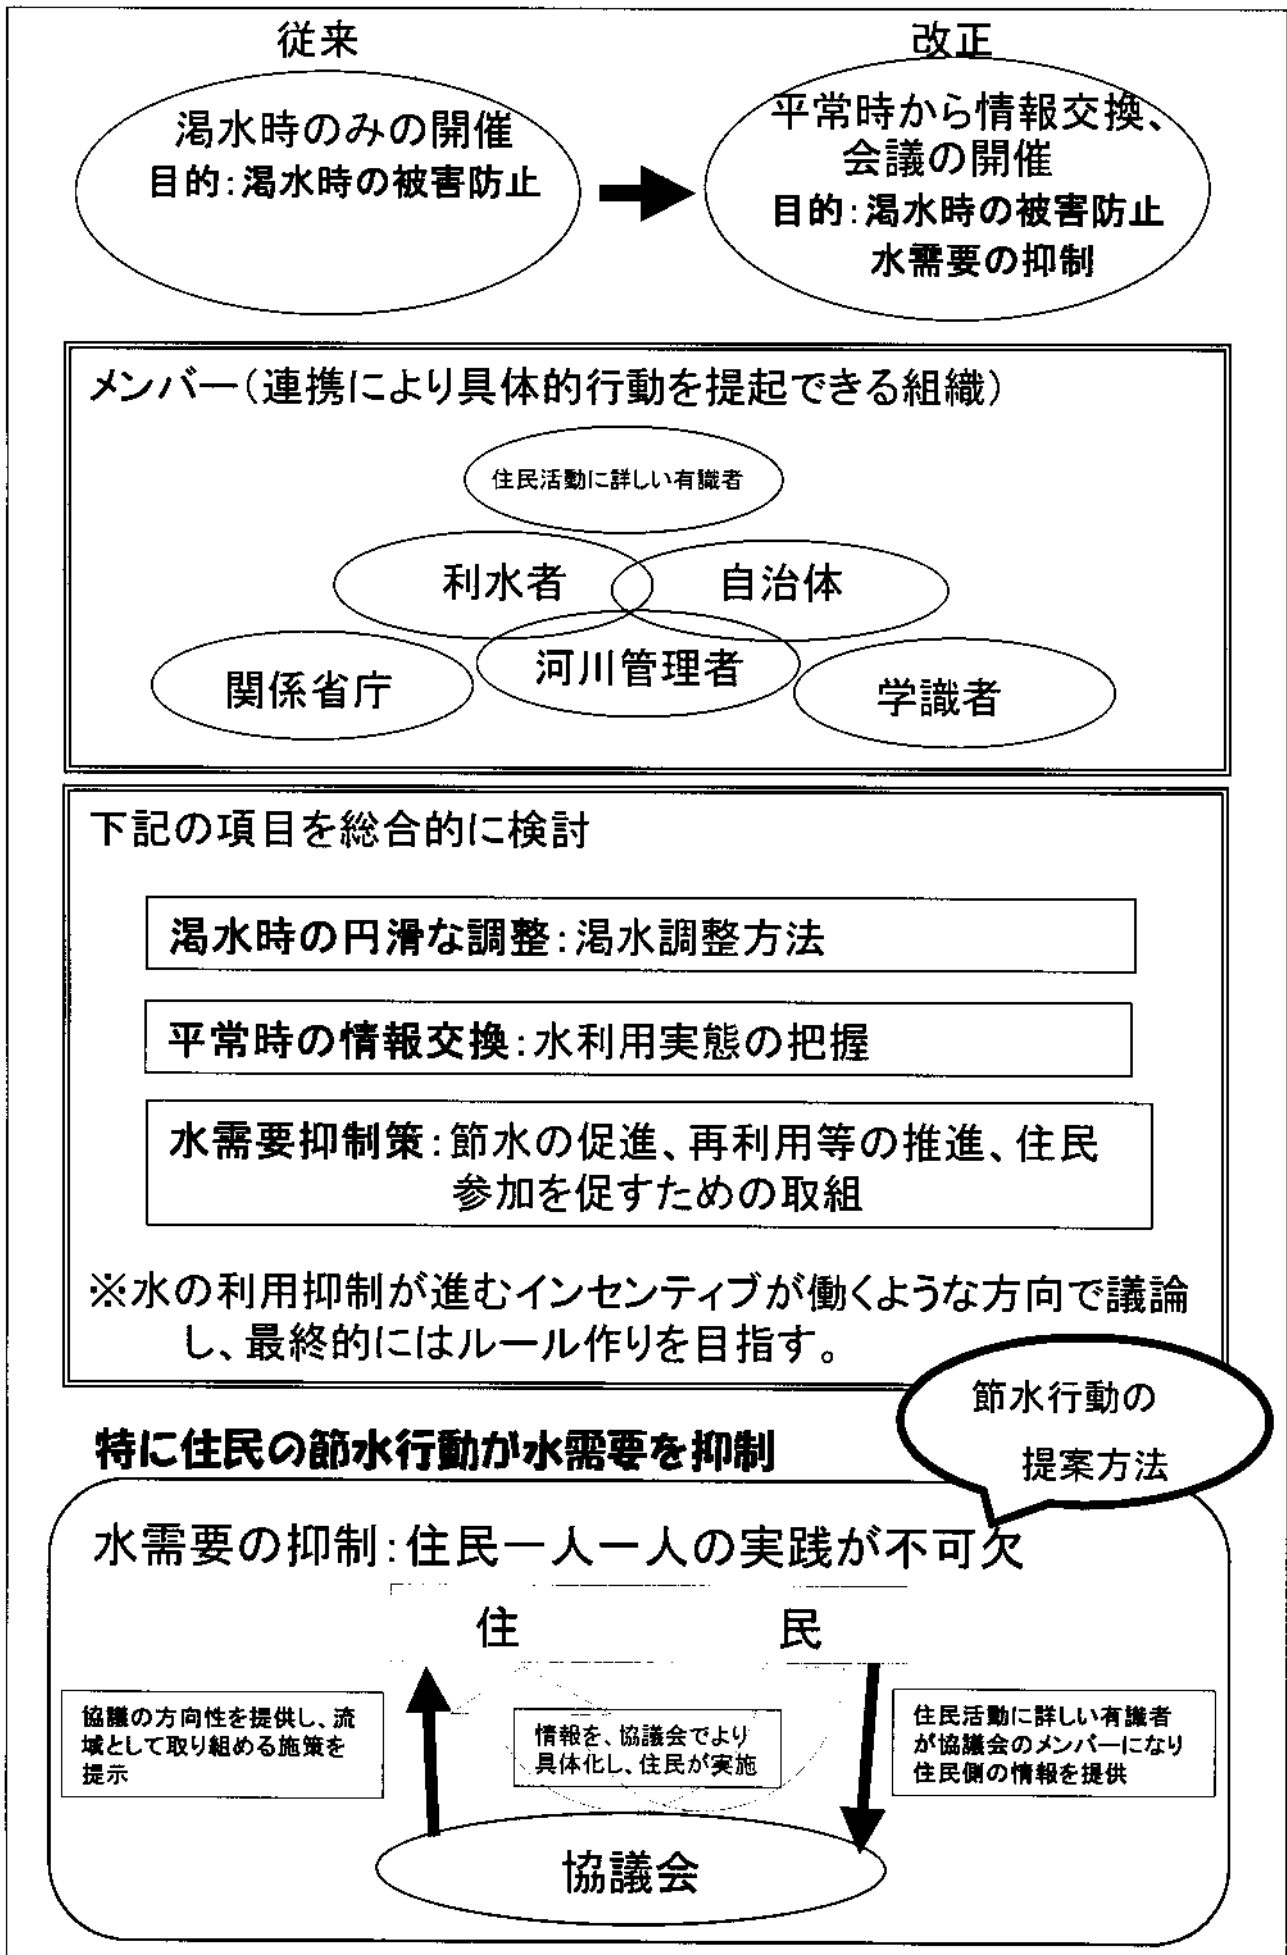 従来
渇水時のみの開催
目的：渇水時の被害防止
改正
平常時から情報交換、
会議の開催
目的：渇水時の被害防止
水需要の抑制
メンバー（連携により具体的行動を提起できる組織）
住民活動に詳しい有識者
利水者
自治体
関係省庁
河川管理者
学識者
下記の項目を総合的に検討
渇水時の円滑な調整：渇水調整方法
平常時の情報交換：水利用実態の把握
水需要抑制策：節水の促進、再利用等の推進、住民
参加を促すための取組
※水の利用抑制が進むインセンティブが働くような方向で議論
し、最終的にはルール作りを目指す。
節水行動の
提案方法
特に住民の節水行動が水需要を抑制
水需要の抑制：住民一人一人の実践が不可欠
住　民
協議の方向性を提供し、流
域として取り組める施策を
提示
情報を、協議会でより
具体化し、住民が実施
住民活動に詳しい有識者
が協議会のメンバーになり
住民側の情報を提供
協議会